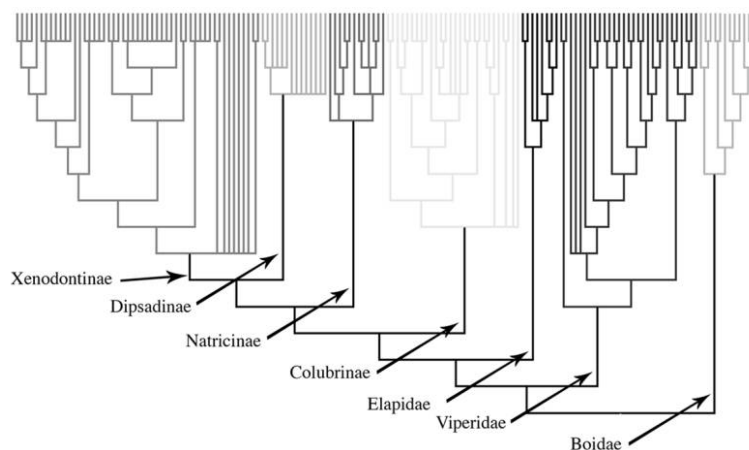 Xenodontinae
Dipsadinae
Natricinae
Colubrinae
Elapidae
Viperidae
Boidae